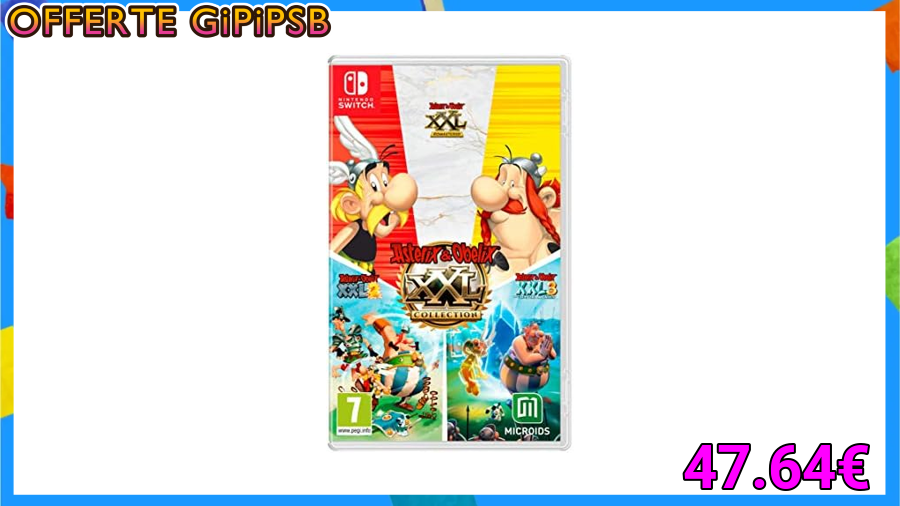 OFFERTE GiPiPSB
NINTENDO
SWITCH
Asterix & Obelix
XXL
ROMASTERED
Asterix & Obelix
XXL
COLLECTION
Asterix & Obelix
XXL2
Asterix & Obelix
XXL3
7
www.pegi.info
MICROIDS
47.64€